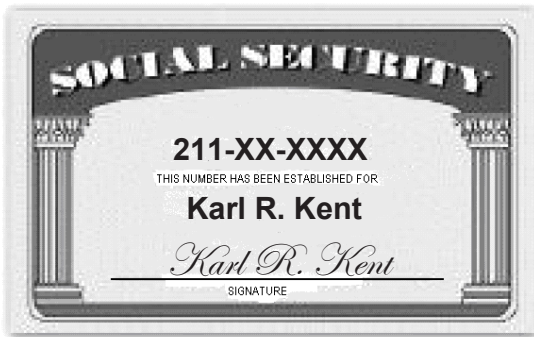 SOCIAL SECURITY
211-XX-XXXX
THIS NUMBER HAS BEEN ESTABLISHED FOR
Karl R. Kent
Karl R. Kent
SIGNATURE